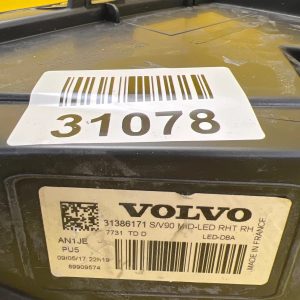 31078
VOLVO
31386171 S/V90 MID-LED RHT RH
7731 TD D LED-DBA
AN1JE
PU5
09/05/17 22h19
89909574
MADE IN FRANCE